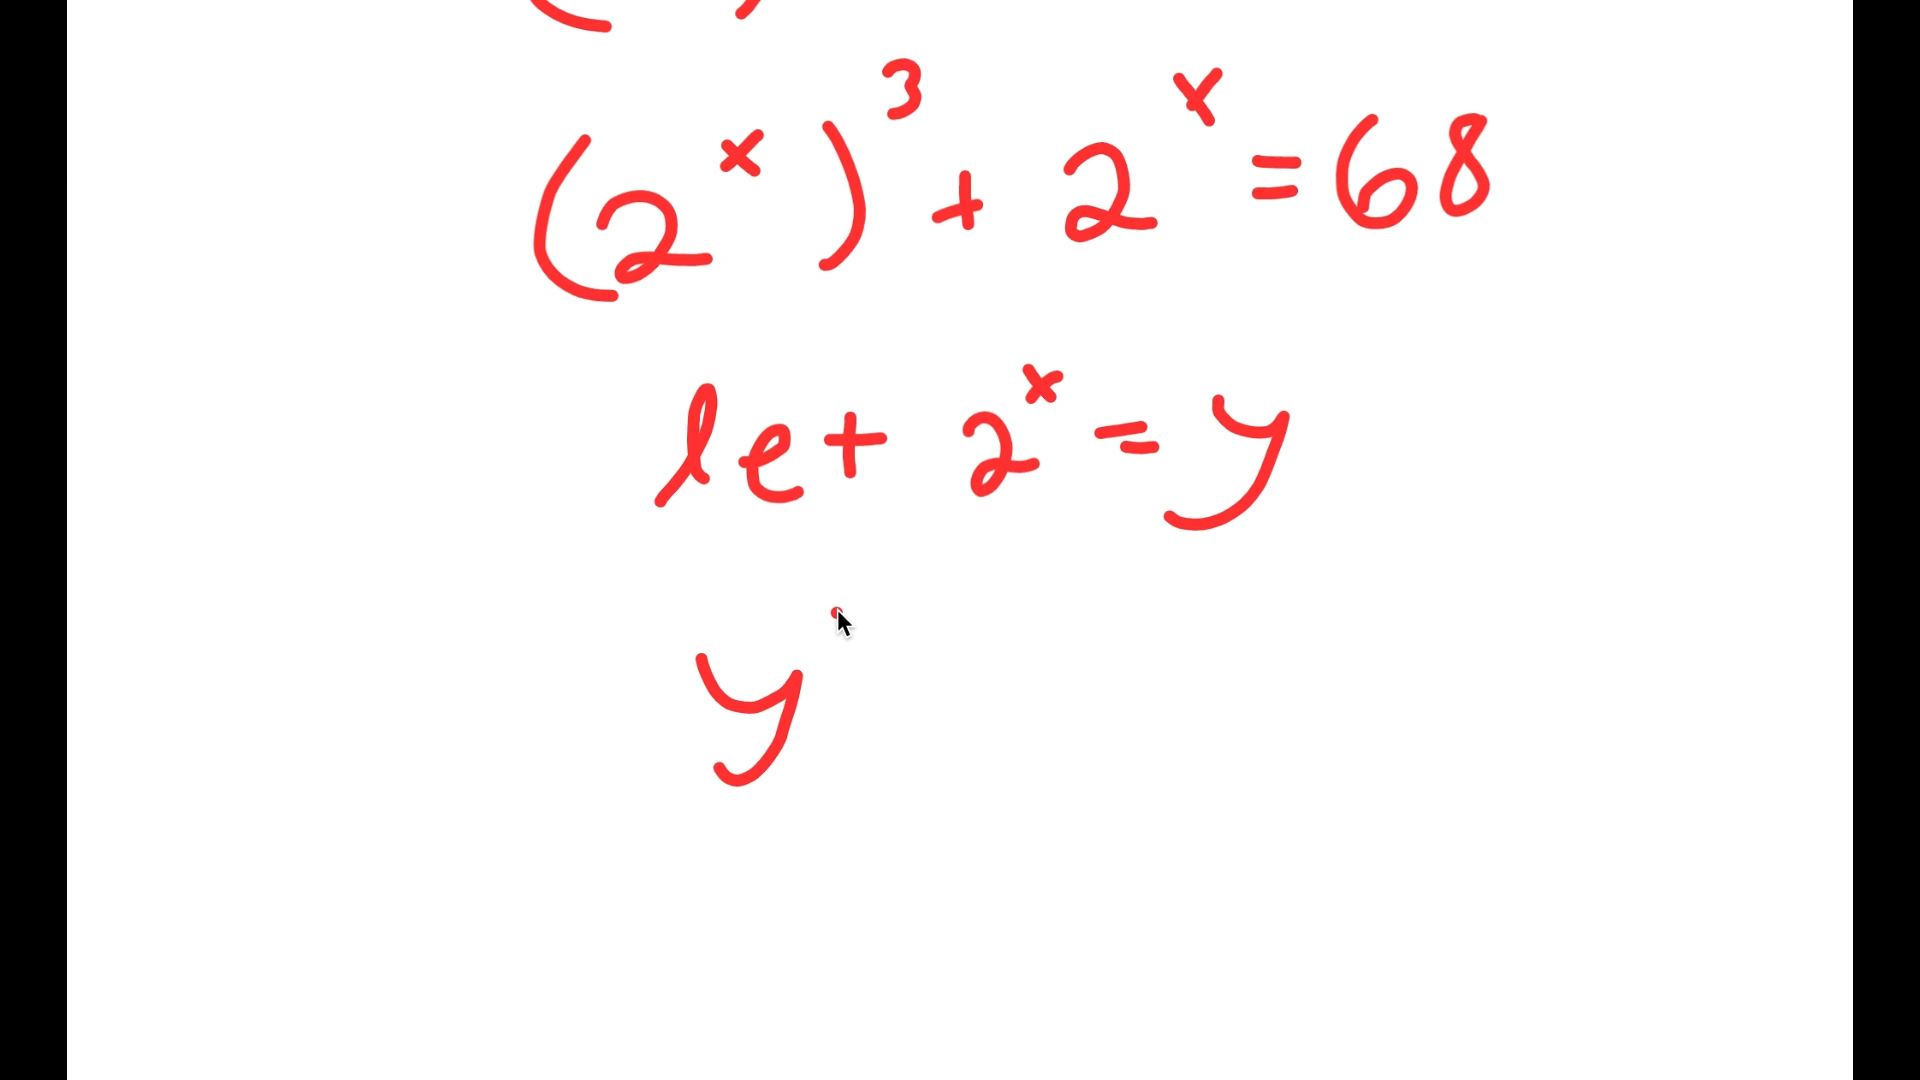 (2^x)^3 + 2^x = 68
let 2^x = y
y